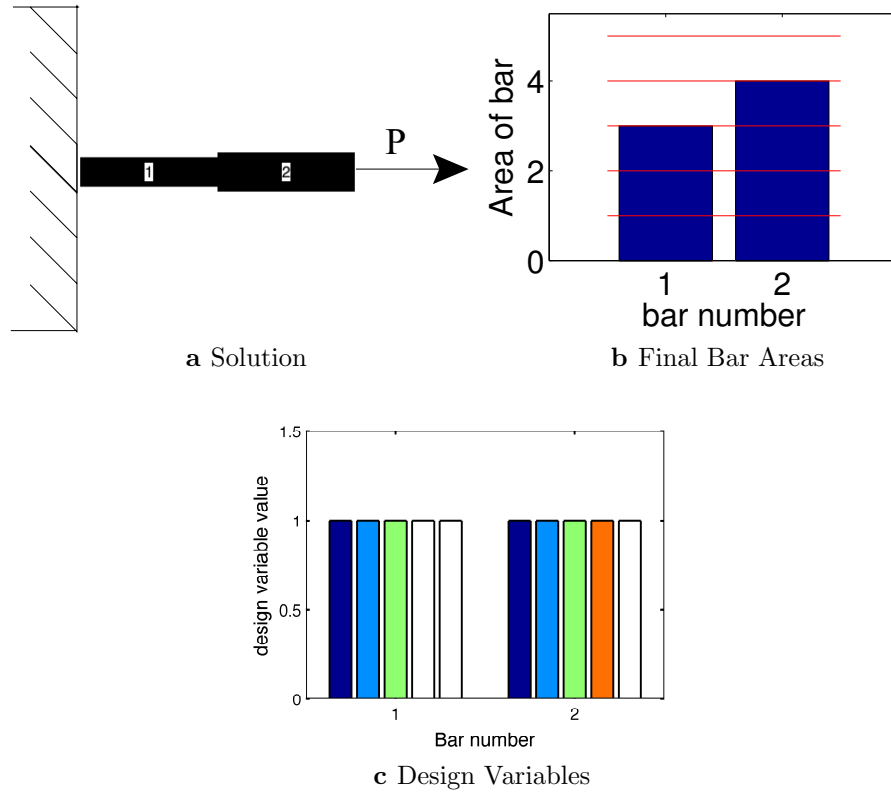 1
2
P
Area of bar
4
2
0
1
2
bar number
a Solution
b Final Bar Areas
design variable value
1.5
1
0.5
0
1
2
Bar number
c Design Variables